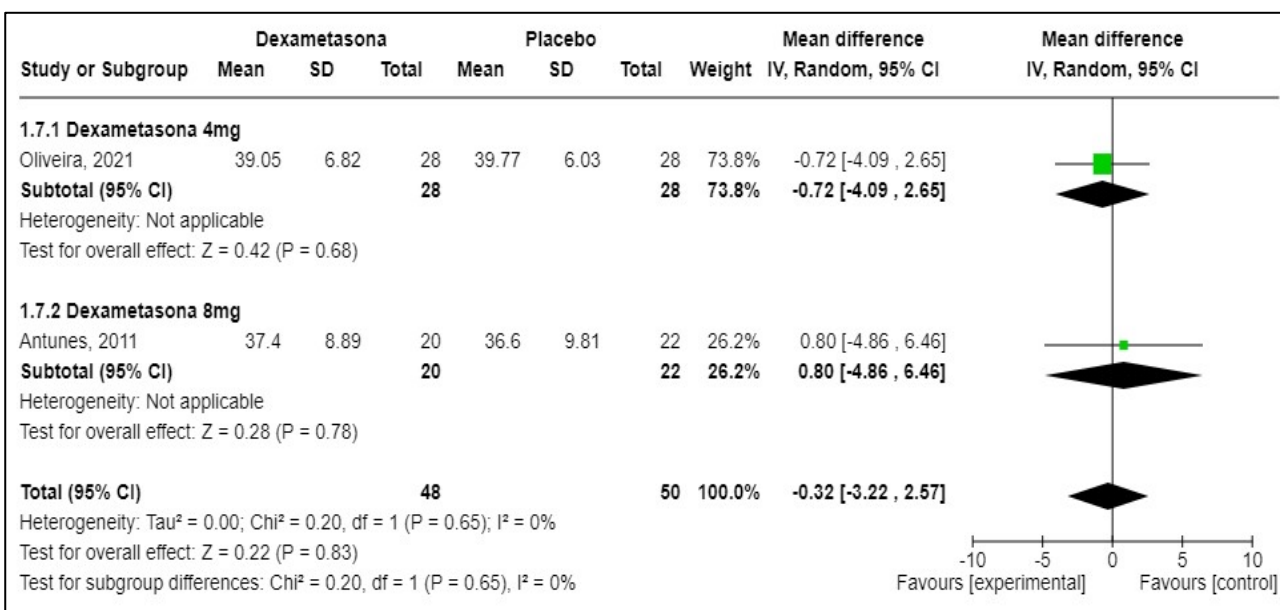 Dexametasona Placebo Mean difference Mean difference
Study or Subgroup Mean SD Total Mean SD Total Weight IV, Random, 95% CI IV, Random, 95% CI
1.7.1 Dexametasona 4mg
Oliveira, 2021 39.05 6.82 28 39.77 6.03 28 73.8% -0.72 [-4.09 , 2.65]
Subtotal (95% CI) 28 28 73.8% -0.72 [-4.09 , 2.65]
Heterogeneity: Not applicable
Test for overall effect: Z = 0.42 (P = 0.68)
1.7.2 Dexametasona 8mg
Antunes, 2011 37.4 8.89 20 36.6 9.81 22 26.2% 0.80 [-4.86 , 6.46]
Subtotal (95% CI) 20 22 26.2% 0.80 [-4.86 , 6.46]
Heterogeneity: Not applicable
Test for overall effect: Z = 0.28 (P = 0.78)
Total (95% CI) 48 50 100.0% -0.32 [-3.22 , 2.57]
Heterogeneity: Tau² = 0.00; Chi² = 0.20, df = 1 (P = 0.65); I² = 0%
Test for overall effect: Z = 0.22 (P = 0.83)
Test for subgroup differences: Chi² = 0.20, df = 1 (P = 0.65), I² = 0%
-10 -5 0 5 10
Favours [experimental] Favours [control]